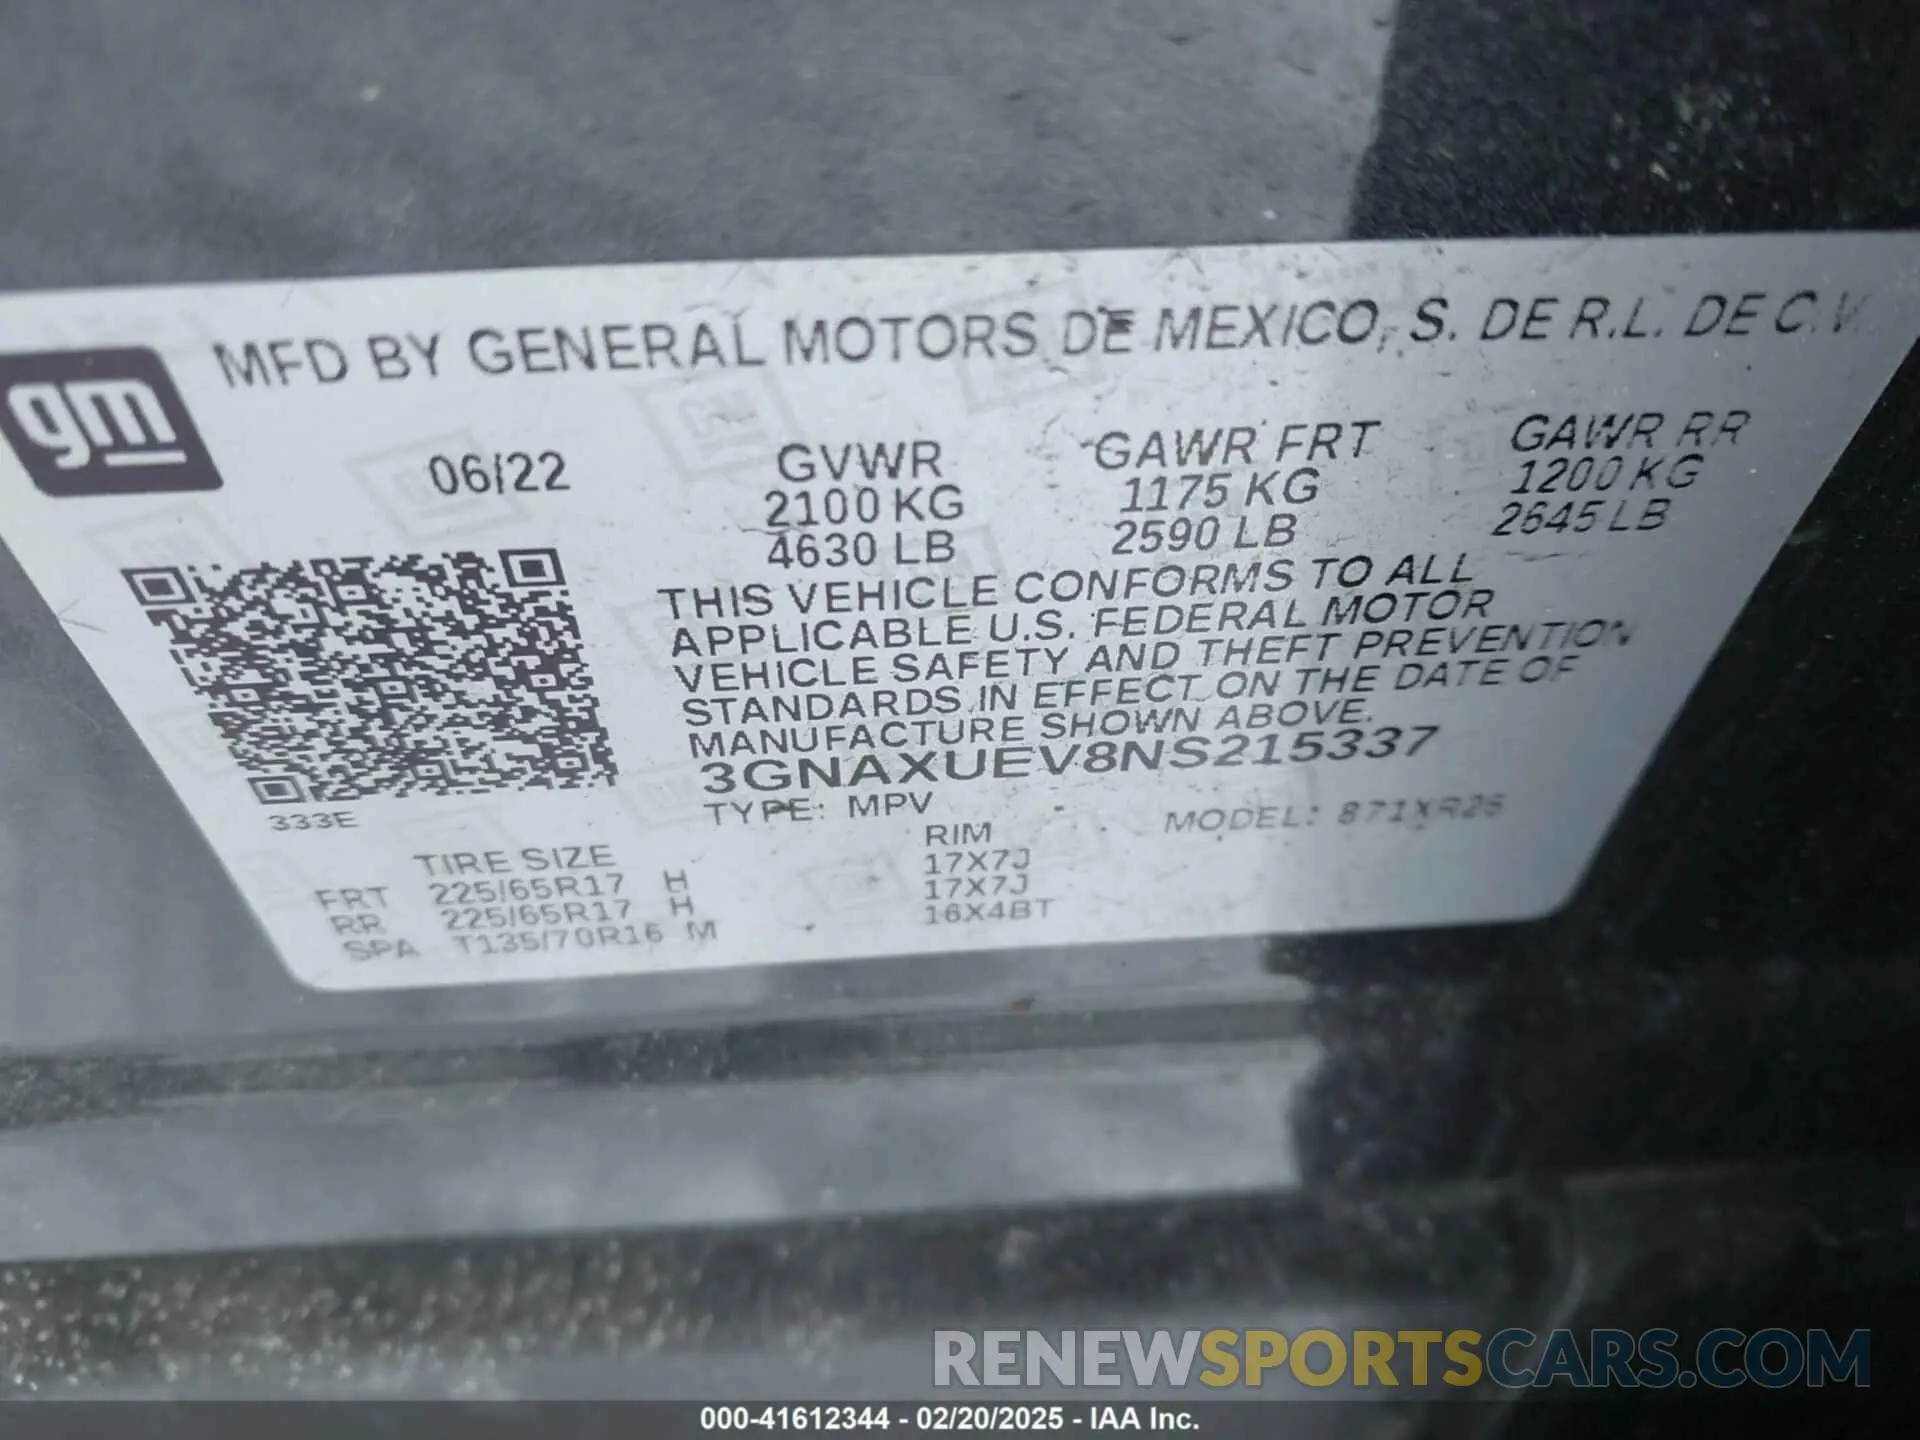 MFD BY GENERAL MOTORS DE MEXICO, S. DE R.L. DE C.V.
gm
06/22
GVWR GAWR FRT GAWR RR
2100 KG 1175 KG 1200 KG
4630 LB 2590 LB 2645 LB
THIS VEHICLE CONFORMS TO ALL
APPLICABLE U.S. FEDERAL MOTOR
VEHICLE SAFETY AND THEFT PREVENTION
STANDARDS IN EFFECT ON THE DATE OF
MANUFACTURE SHOWN ABOVE.
3GNAXUEV8NS215337
TYPE: MPV MODEL: 871XR26
333E
TIRE SIZE RIM
FRT 225/65R17 H 17X7J
RR 225/65R17 H 17X7J
SPA T135/70R16 M 16X4BT
RENEWSPORTSCARS.COM
000-41612344 - 02/20/2025 - IAA Inc.